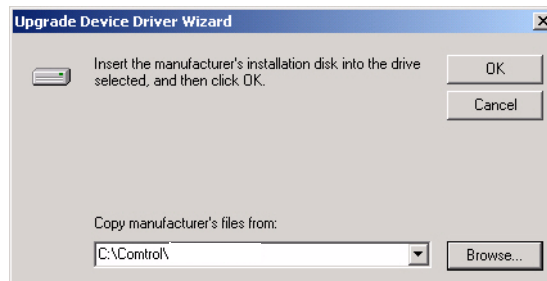 Upgrade Device Driver Wizard
Insert the manufacturer's installation disk into the drive
selected, and then click OK.
OK
Cancel
Copy manufacturer's files from:
C:\Comtrol\
Browse...